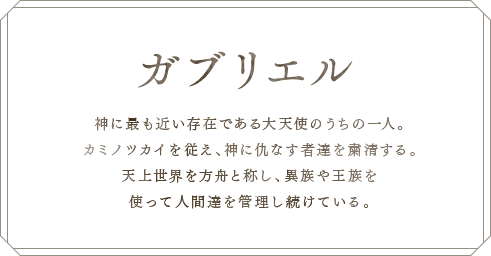 ガブリエル
神に最も近い存在である大天使のうちの一人。
カミノツカイを従え、神に仇なす者達を粛清する。
天上世界を方舟と称し、異族や王族を
使って人間達を管理し続けている。